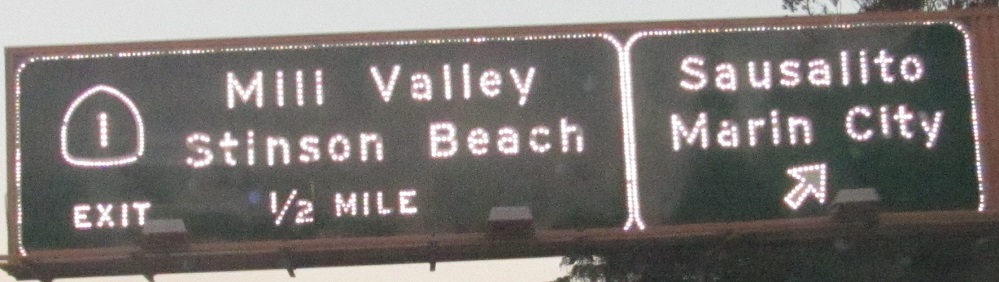 1
Mill Valley
Stinson Beach
EXIT 1/2 MILE
Sausalito
Marin City